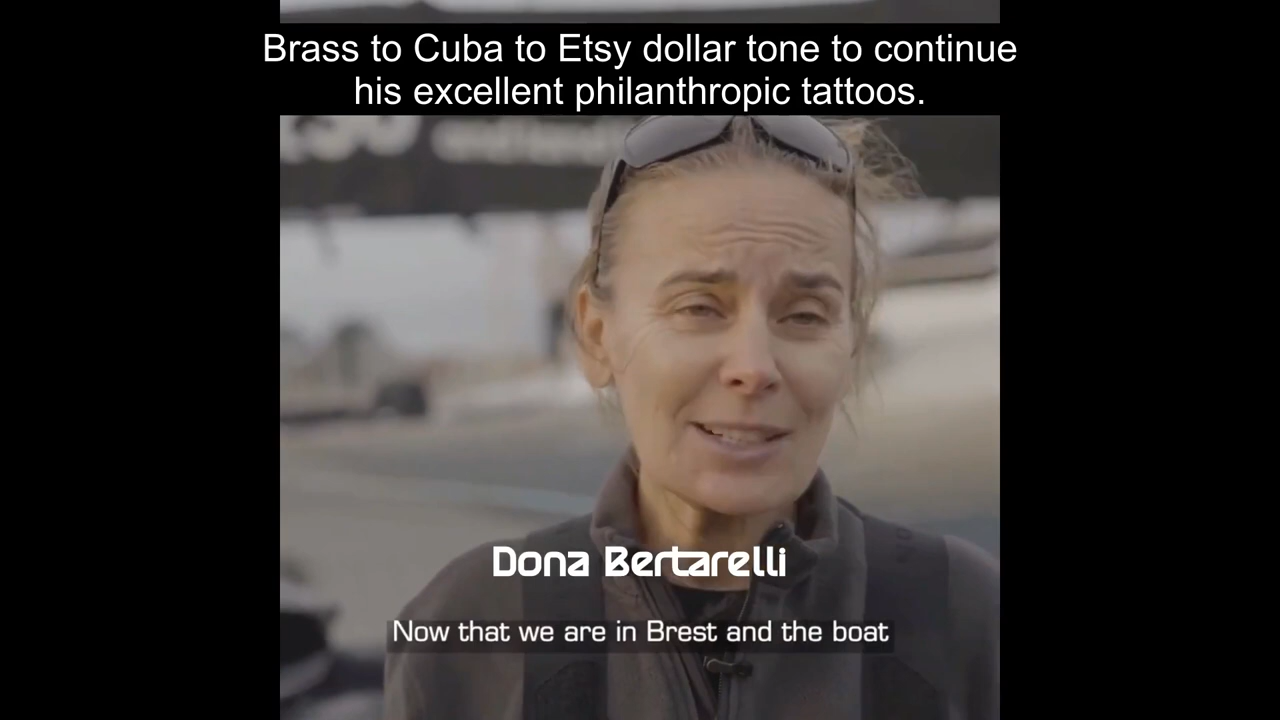 Brass to Cuba to Etsy dollar tone to continue
his excellent philanthropic tattoos.
Dona Bertarelli
Now that we are in Brest and the boat